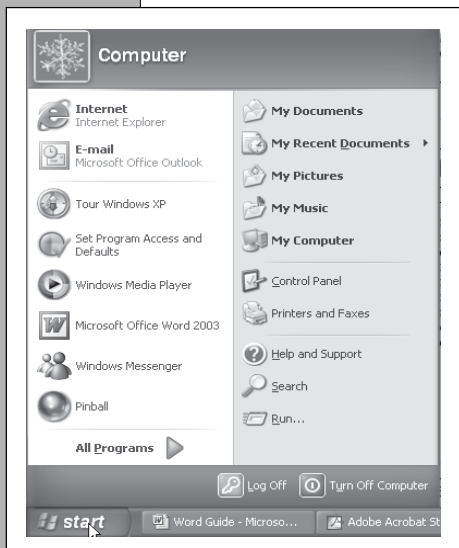 Computer
Internet
Internet Explorer
E-mail
Microsoft Office Outlook
Tour Windows XP
Set Program Access and
Defaults
Windows Media Player
Microsoft Office Word 2003
Windows Messenger
Pinball
All Programs
My Documents
My Recent Documents
My Pictures
My Music
My Computer
Control Panel
Printers and Faxes
Help and Support
Search
Run...
Log Off
Turn Off Computer
start
Word Guide - Microso...
Adobe Acrobat St